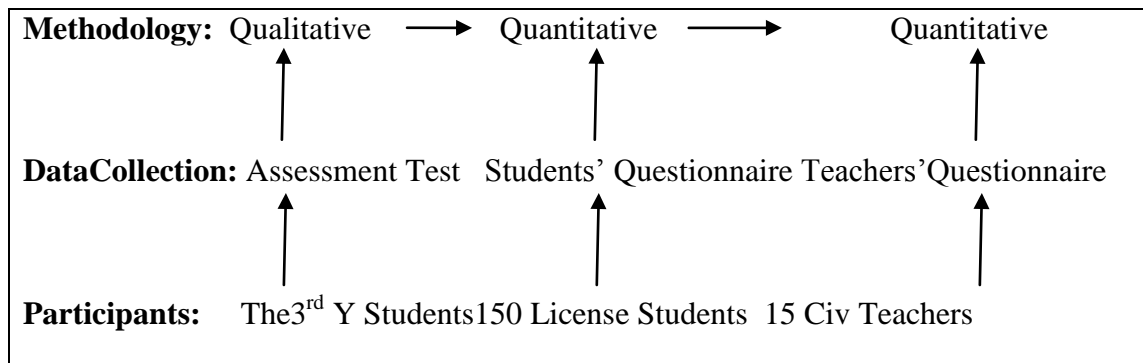 Methodology: Qualitative Quantitative Quantitative
DataCollection: Assessment Test Students’ Questionnaire Teachers’Questionnaire
Participants: The3rd Y Students150 License Students 15 Civ Teachers